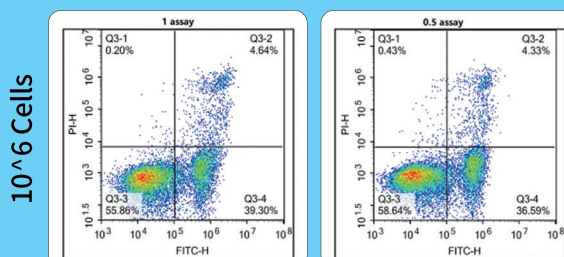 10^6 Cells
1 assay
Q3-1
0.20%
Q3-2
4.64%
Q3-3
55.86%
Q3-4
39.30%
PI-H
10^7
10^6
10^5
10^4
10^3
10^1.5
10^3
10^4
10^5
10^6
10^7
10^8
FITC-H
0.5 assay
Q3-1
0.43%
Q3-2
4.33%
Q3-3
58.64%
Q3-4
36.59%
PI-H
10^7
10^6
10^5
10^4
10^3
10^1.5
10^3
10^4
10^5
10^6
10^7
10^8
FITC-H